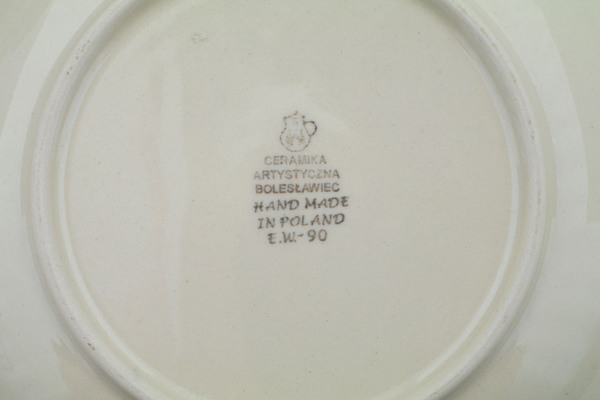 CERAMIKA
ARTYSTYCZNA
BOLESŁAWIEC
HAND MADE
IN POLAND
E.W.-90